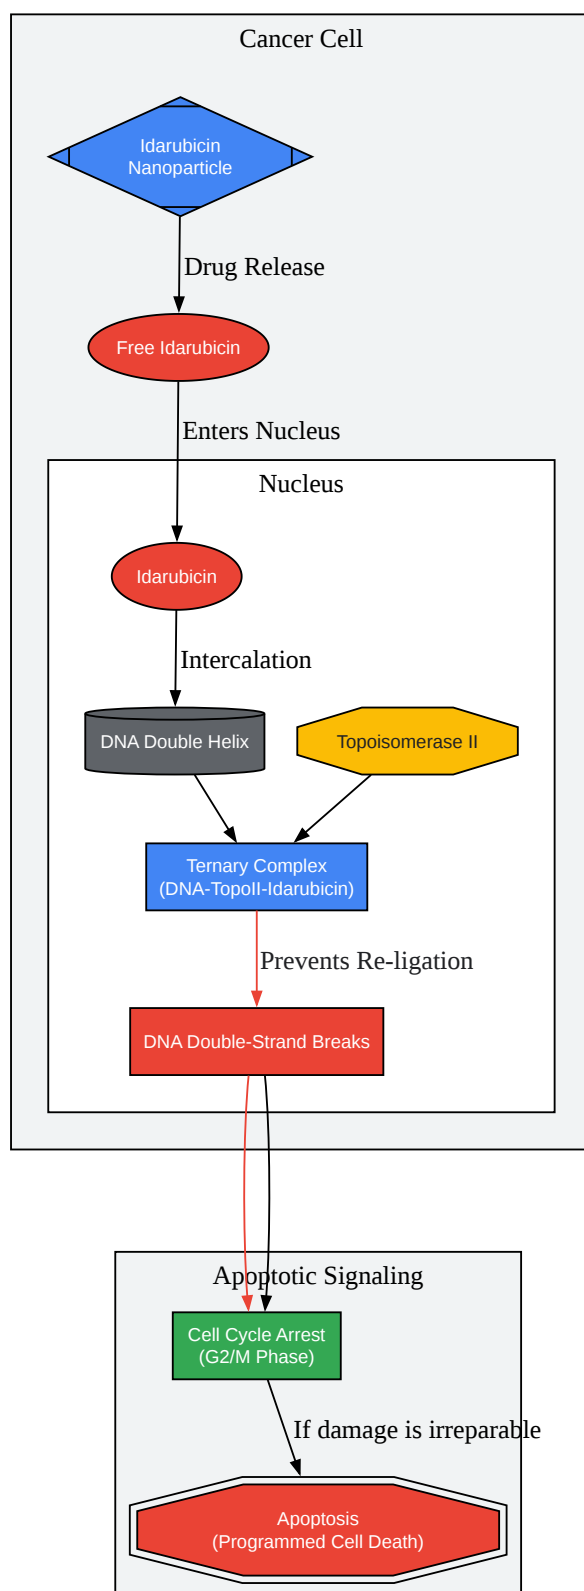 Cancer Cell
Idarubicin
Nanoparticle
Drug Release
Free Idarubicin
Enters Nucleus
Nucleus
Idarubicin
Intercalation
DNA Double Helix
Topoisomerase II
Ternary Complex
(DNA-TopoII-Idarubicin)
Prevents Re-ligation
DNA Double-Strand Breaks
Apoptotic Signaling
Cell Cycle Arrest
(G2/M Phase)
If damage is irreparable
Apoptosis
(Programmed Cell Death)